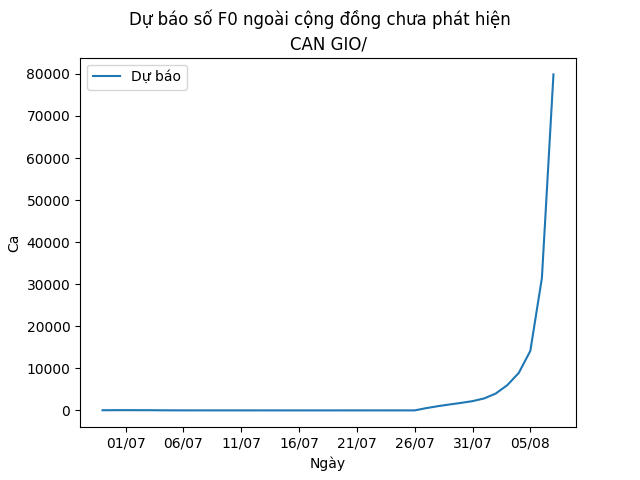 Dự báo số F0 ngoài cộng đồng chưa phát hiện
CAN GIO/
Dự báo
80000
70000
60000
50000
40000
30000
20000
10000
0
Ca
01/07 06/07 11/07 16/07 21/07 26/07 31/07 05/08
Ngày